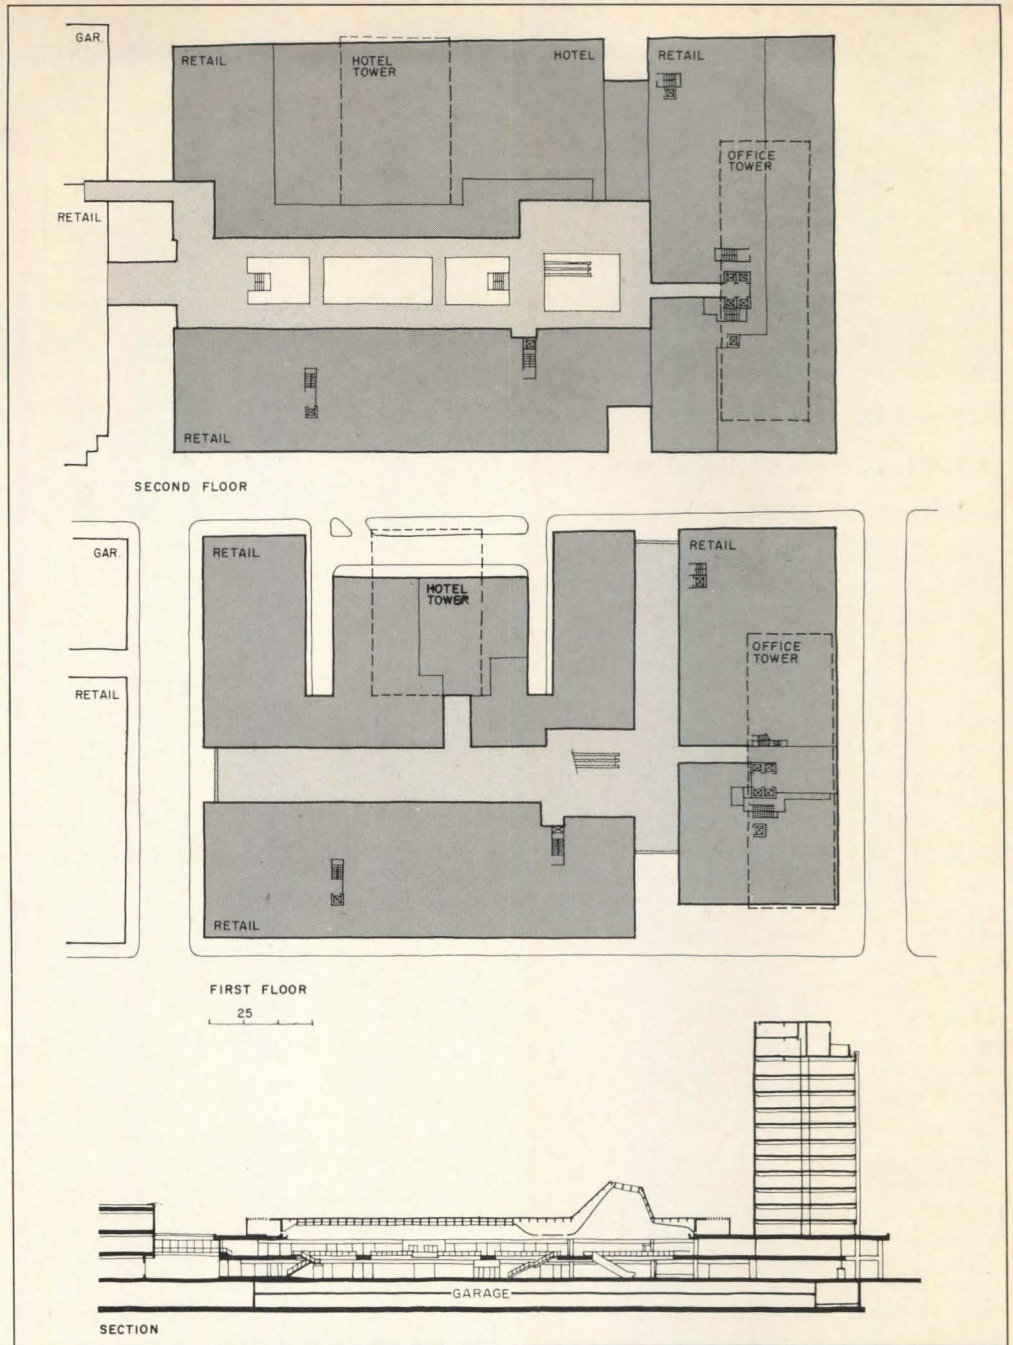 GAR.
RETAIL
HOTEL
TOWER
HOTEL
RETAIL
OFFICE
TOWER
RETAIL
RETAIL
SECOND FLOOR
GAR.
RETAIL
HOTEL
TOWER
RETAIL
OFFICE
TOWER
RETAIL
RETAIL
FIRST FLOOR
25
GARAGE
SECTION